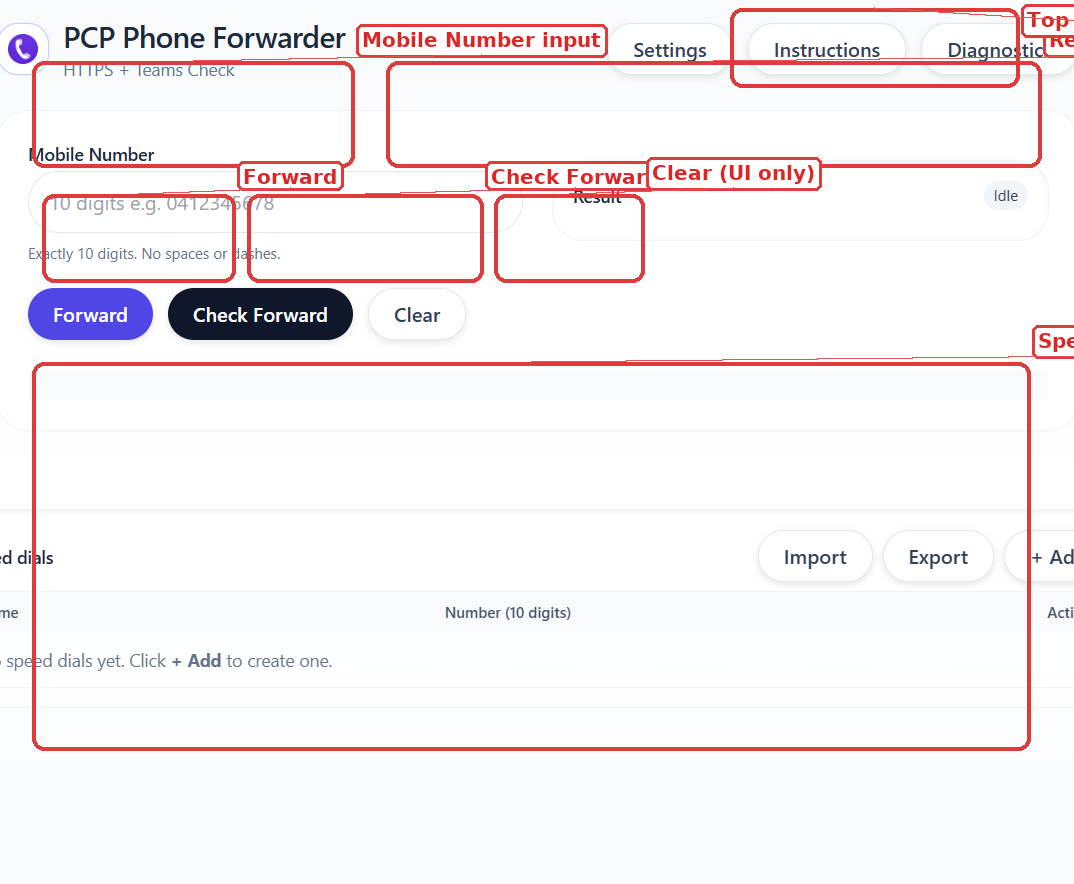 PCP Phone Forwarder
HTTPS + Teams Check
Mobile Number input
Settings
Instructions
Diagnostic
Top
Re
Mobile Number
10 digits e.g. 0412345678
Exactly 10 digits. No spaces or dashes.
Forward
Check Forwar
Clear (UI only)
Result
Idle
Forward
Check Forward
Clear
Spe
ed dials
Import
Export
+ Ad
me
Number (10 digits)
Acti
speed dials yet. Click + Add to create one.